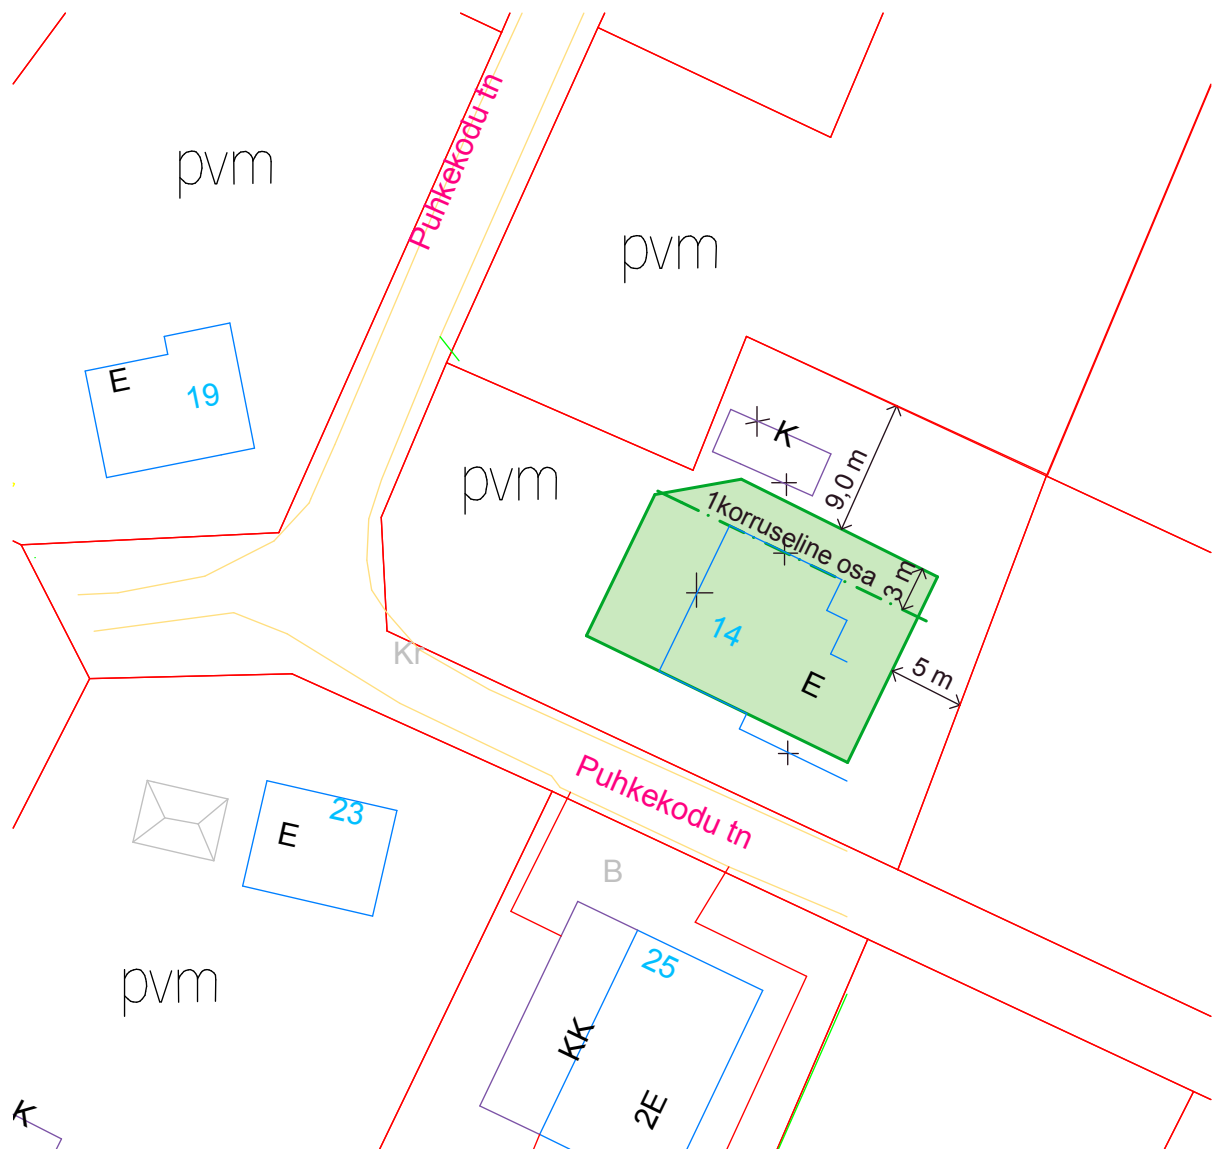 Puhkekodu tn
pvm
pvm
E
19
K
9,0 m
pvm
1korruseline osa
3 m
14
Kr
5 m
E
Puhkekodu tn
23
E
B
25
pvm
KK
2E
K